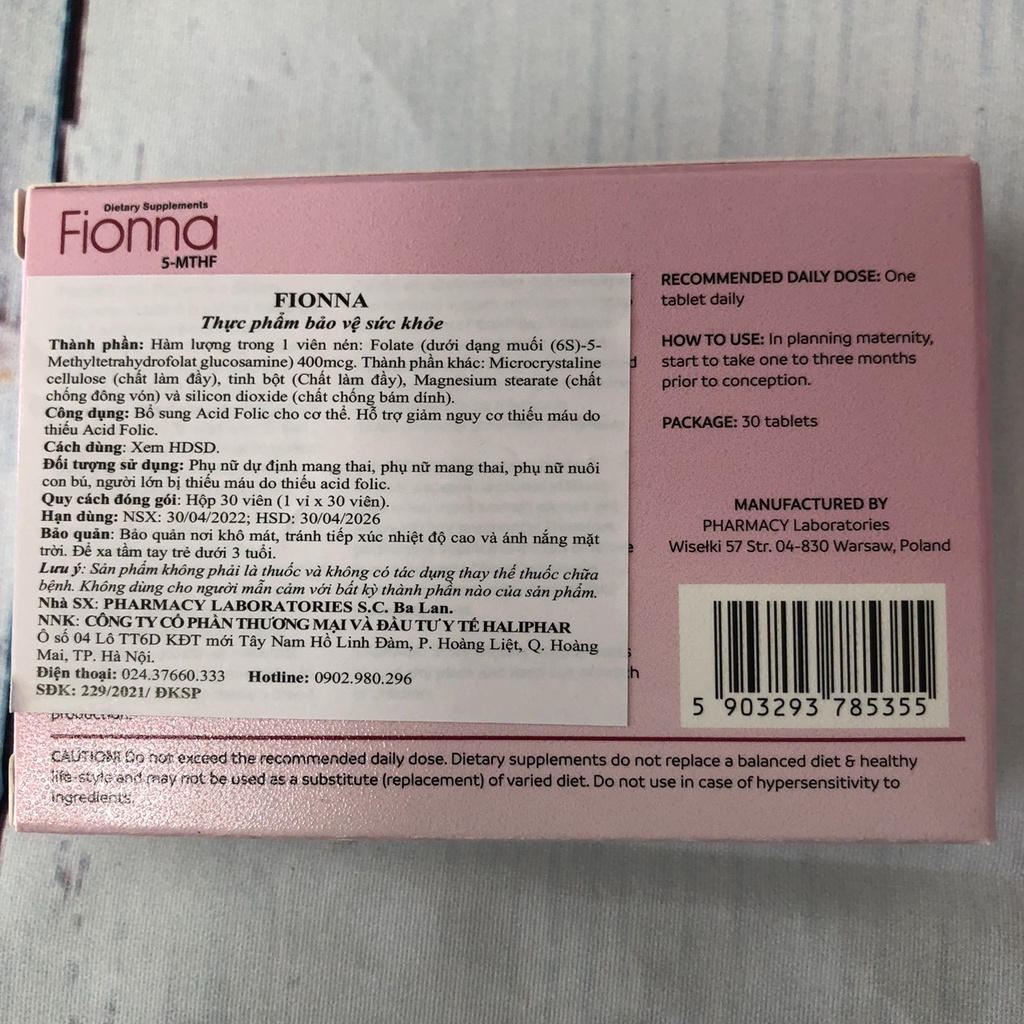 Dietary Supplements
Fionna
5-MTHF
FIONNA
Thực phẩm bảo vệ sức khỏe
Thành phần: Hàm lượng trong 1 viên nén: Folate (dưới dạng muối (6S)-5-
Methyltetrahydrofolat glucosamine) 400mcg. Thành phần khác: Microcrystaline
cellulose (chất làm đầy), tinh bột (Chất làm đầy), Magnesium stearate (chất
chống đông vón) và silicon dioxide (chất chống bám dính).
Công dụng: Bổ sung Acid Folic cho cơ thể. Hỗ trợ giảm nguy cơ thiếu máu do
thiếu Acid Folic.
Cách dùng: Xem HDSD.
Đối tượng sử dụng: Phụ nữ dự định mang thai, phụ nữ mang thai, phụ nữ nuôi
con bú, người lớn bị thiếu máu do thiếu acid folic.
Quy cách đóng gói: Hộp 30 viên (1 vỉ x 30 viên).
Hạn dùng: NSX: 30/04/2022; HSD: 30/04/2026
Bảo quản: Bảo quản nơi khô mát, tránh tiếp xúc nhiệt độ cao và ánh nắng mặt
trời. Để xa tầm tay trẻ dưới 3 tuổi.
Lưu ý: Sản phẩm không phải là thuốc và không có tác dụng thay thế thuốc chữa
bệnh. Không dùng cho người mẫn cảm với bất kỳ thành phần nào của sản phẩm.
Nhà SX: PHARMACY LABORATORIES S.C. Ba Lan.
NNK: CÔNG TY CỔ PHẦN THƯƠNG MẠI VÀ ĐẦU TƯ Y TẾ HALIPHAR
Ô số 04 Lô TT6D KĐT mới Tây Nam Hồ Linh Đàm, P. Hoàng Liệt, Q. Hoàng
Mai, TP. Hà Nội.
Điện thoại: 024.37660.333 Hotline: 0902.980.296
SĐK: 229/2021/ ĐKSP
production.
RECOMMENDED DAILY DOSE: One
tablet daily
HOW TO USE: In planning maternity,
start to take one to three months
prior to conception.
PACKAGE: 30 tablets
MANUFACTURED BY
PHARMACY Laboratories
Wisełki 57 Str. 04-830 Warsaw, Poland
5 903293 785355
CAUTION! Do not exceed the recommended daily dose. Dietary supplements do not replace a balanced diet & healthy
life-style and may not be used as a substitute (replacement) of varied diet. Do not use in case of hypersensitivity to
ingredients.